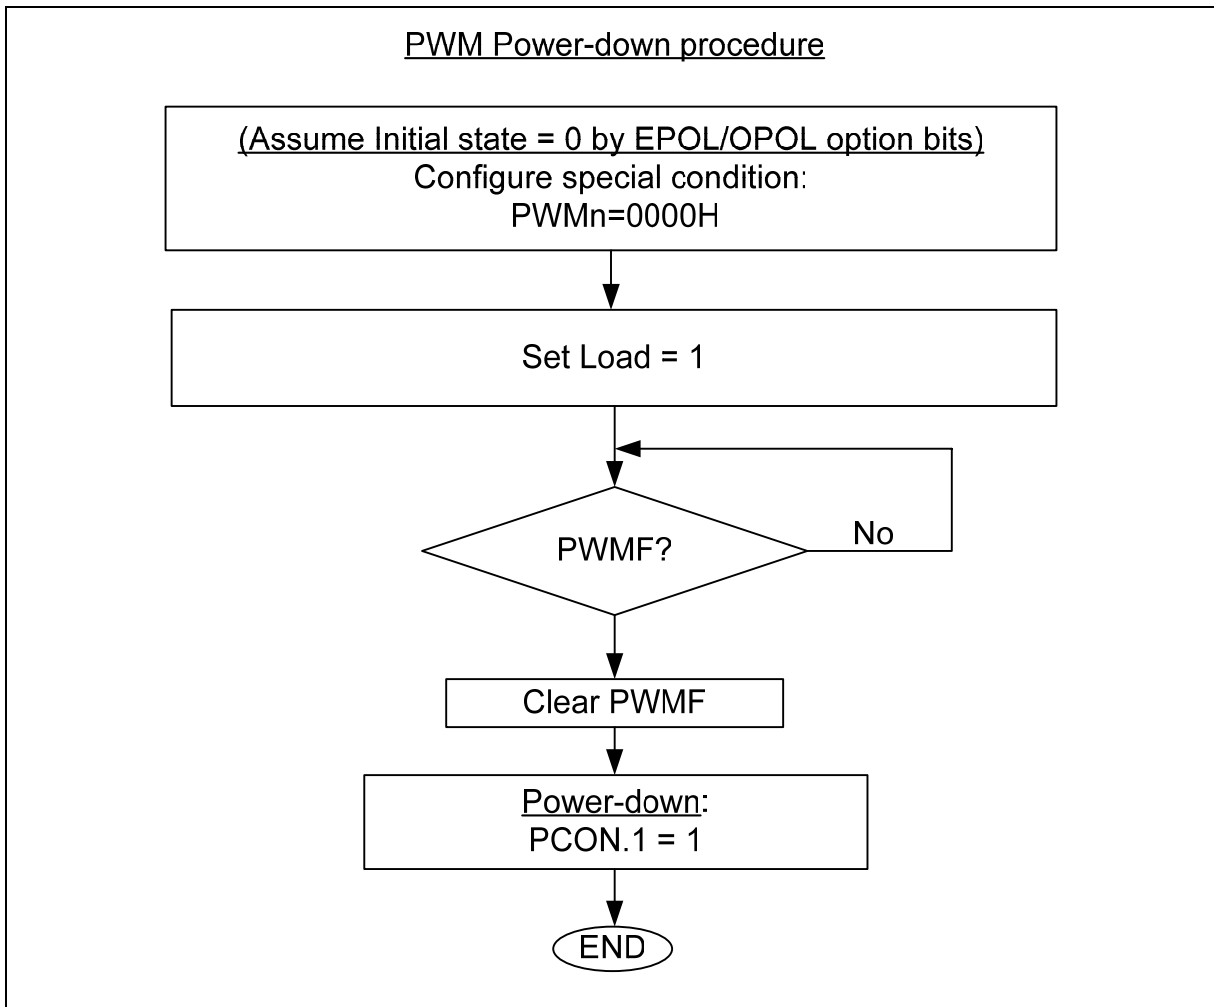 PWM Power-down procedure
(Assume Initial state = 0 by EPOL/OPOL option bits)
Configure special condition:
PWMn=0000H
Set Load = 1
PWMF?
No
Clear PWMF
Power-down:
PCON.1 = 1
END